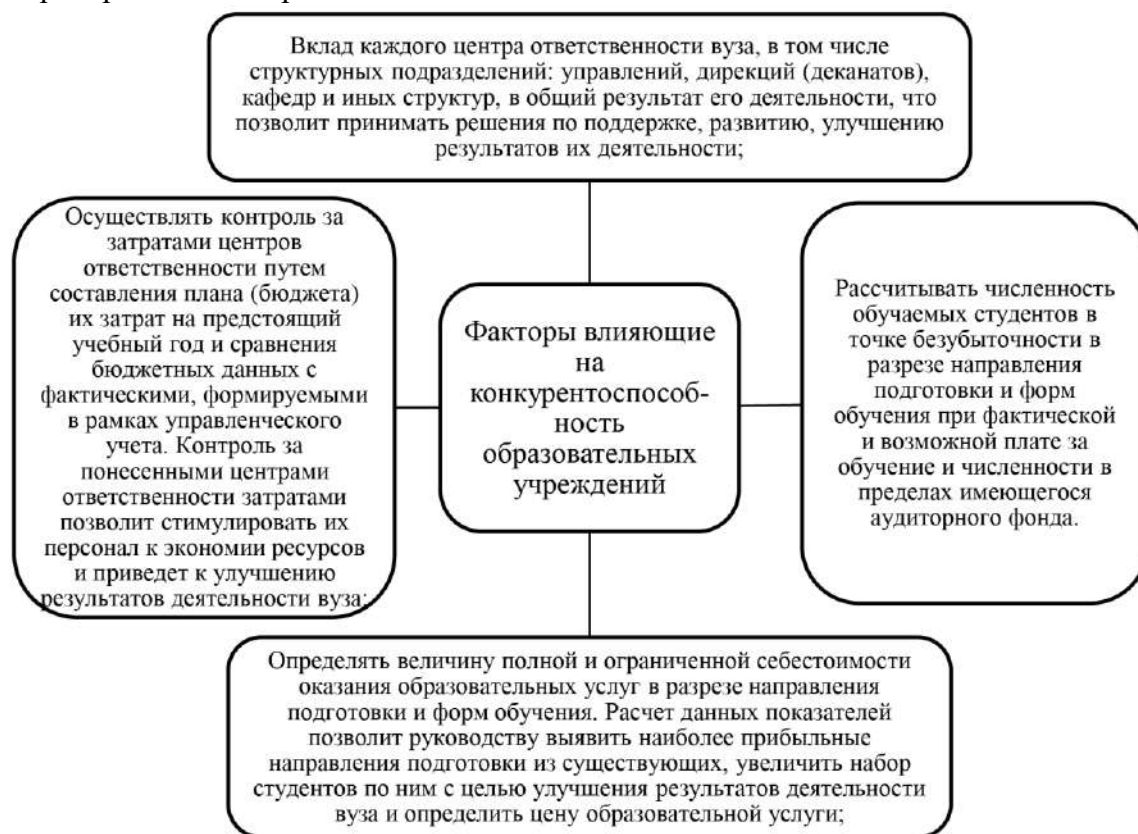 Вклад каждого центра ответственности вуза, в том числе
структурных подразделений: управлений, дирекций (деканатов),
кафедр и иных структур, в общий результат его деятельности, что
позволит принимать решения по поддержке, развитию, улучшению
результатов их деятельности;
Осуществлять контроль за
затратами центров
ответственности путем
составления плана (бюджета)
их затрат на предстоящий
учебный год и сравнения
бюджетных данных с
фактическими, формируемыми
в рамках управленческого
учета. Контроль за
понесенными центрами
ответственности затратами
позволит стимулировать их
персонал к экономии ресурсов
и приведет к улучшению
результатов деятельности вуза;
Факторы влияющие
на
конкурентоспособ-
ность
образовательных
учреждений
Рассчитывать численность
обучаемых студентов в
точке безубыточности в
разрезе направления
подготовки и форм
обучения при фактической
и возможной плате за
обучение и численности в
пределах имеющегося
аудиторного фонда.
Определять величину полной и ограниченной себестоимости
оказания образовательных услуг в разрезе направления
подготовки и форм обучения. Расчет данных показателей
позволит руководству выявить наиболее прибыльные
направления подготовки из существующих, увеличить набор
студентов по ним с целью улучшения результатов деятельности
вуза и определить цену образовательной услуги;